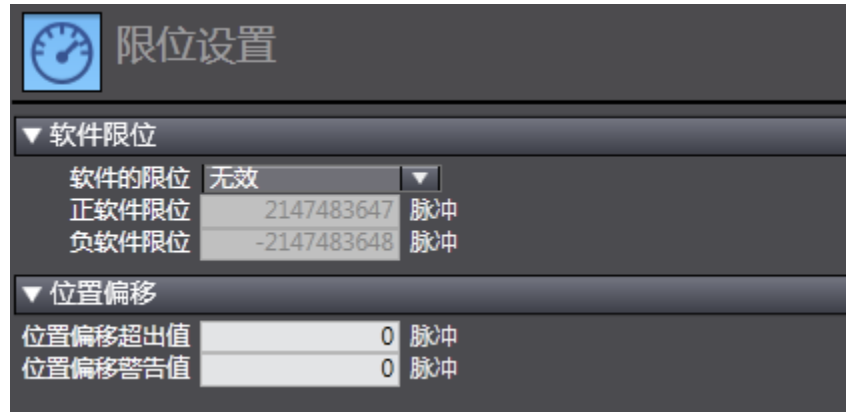 限位设置
▼ 软件限位
软件的限位 无效 ▼
正软件限位 2147483647 脉冲
负软件限位 -2147483648 脉冲
▼ 位置偏移
位置偏移超出值 0 脉冲
位置偏移警告值 0 脉冲